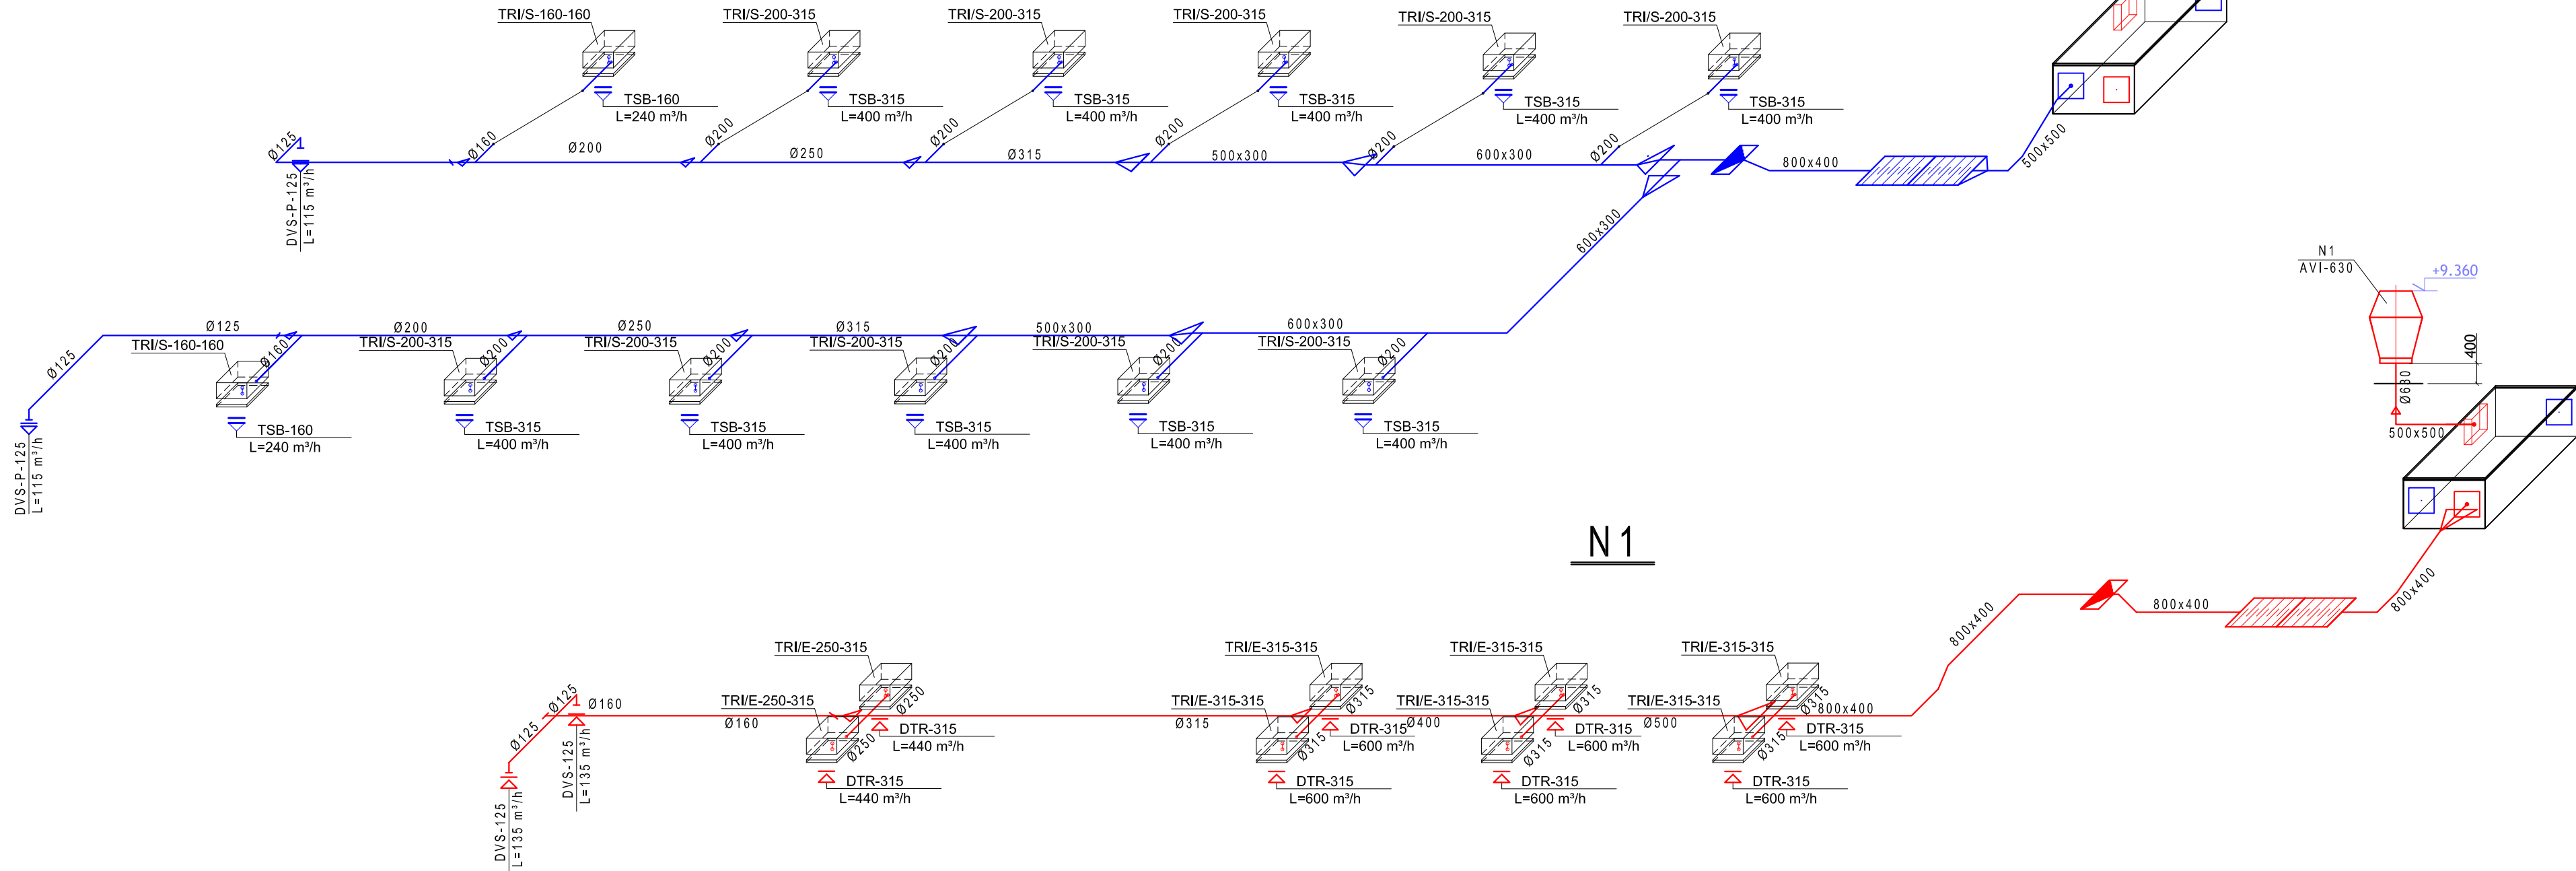 TRI/S-160-160
TRI/S-200-315
TRI/S-200-315
TRI/S-200-315
TRI/S-200-315
TRI/S-200-315
TSB-160
L=240 m³/h
TSB-315
L=400 m³/h
TSB-315
L=400 m³/h
TSB-315
L=400 m³/h
TSB-315
L=400 m³/h
TSB-315
L=400 m³/h
Ø125
1
Ø160
Ø200
Ø200
Ø250
Ø200
Ø315
Ø200
500x300
Ø200
600x300
Ø200
800x400
500x500
DVS-P-125
L=115 m³/h
600x300
N1
AVI-630
+9.360
400
Ø630
500x500
Ø125
Ø125
Ø200
Ø250
Ø315
500x300
600x300
TRI/S-160-160
Ø160
TRI/S-200-315
Ø200
TRI/S-200-315
Ø200
TRI/S-200-315
Ø200
TRI/S-200-315
Ø200
TRI/S-200-315
Ø200
TSB-160
L=240 m³/h
TSB-315
L=400 m³/h
TSB-315
L=400 m³/h
TSB-315
L=400 m³/h
TSB-315
L=400 m³/h
TSB-315
L=400 m³/h
DVS-P-125
L=115 m³/h
N1
800x400
800x400
800x400
TRI/E-250-315
TRI/E-315-315
TRI/E-315-315
TRI/E-315-315
Ø125
Ø125
1
Ø160
TRI/E-250-315
Ø160
Ø250
Ø250
TRI/E-315-315
Ø315
Ø315
Ø315
TRI/E-315-315
Ø400
Ø315
Ø315
TRI/E-315-315
Ø500
Ø315
Ø315
800x400
DTR-315
L=440 m³/h
DTR-315
L=600 m³/h
DTR-315
L=600 m³/h
DTR-315
L=600 m³/h
DTR-315
L=440 m³/h
DTR-315
L=600 m³/h
DTR-315
L=600 m³/h
DTR-315
L=600 m³/h
DVS-125
L=135 m³/h
DVS-125
L=135 m³/h